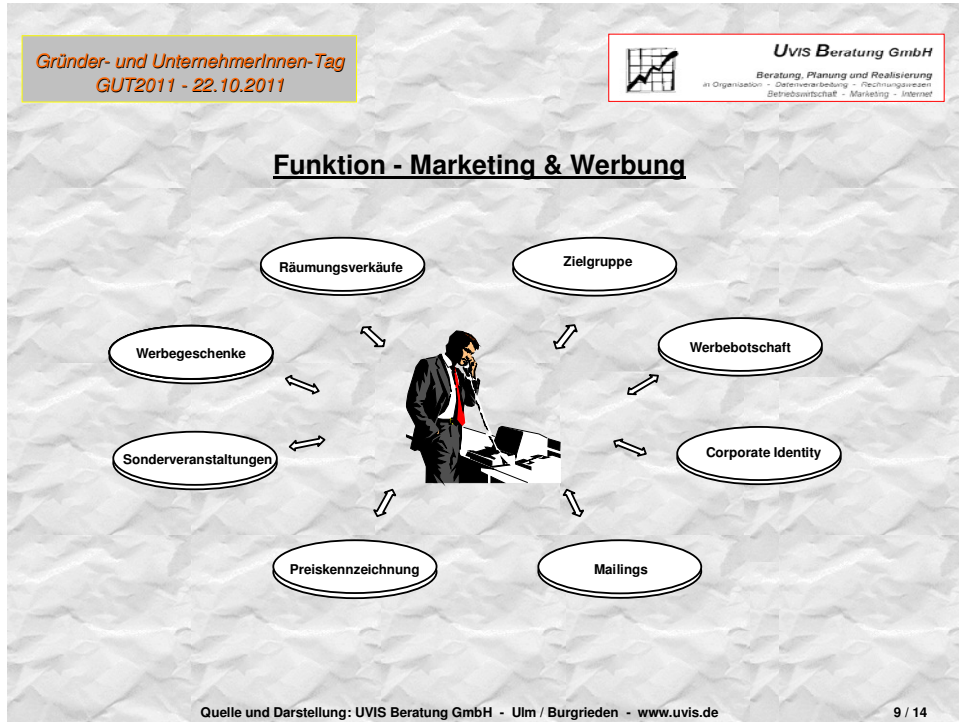 Gründer- und UnternehmerInnen-Tag
GUT2011 - 22.10.2011
UVIS Beratung GmbH
Beratung, Planung und Realisierung
in Organisation - Datenverarbeitung - Rechnungswesen
Betriebswirtschaft - Marketing - Internet
Funktion - Marketing & Werbung
Räumungsverkäufe
Zielgruppe
Werbegeschenke
Werbebotschaft
Sonderveranstaltungen
Corporate Identity
Preiskennzeichnung
Mailings
Quelle und Darstellung: UVIS Beratung GmbH - Ulm / Burgrieden - www.uvis.de
9 / 14